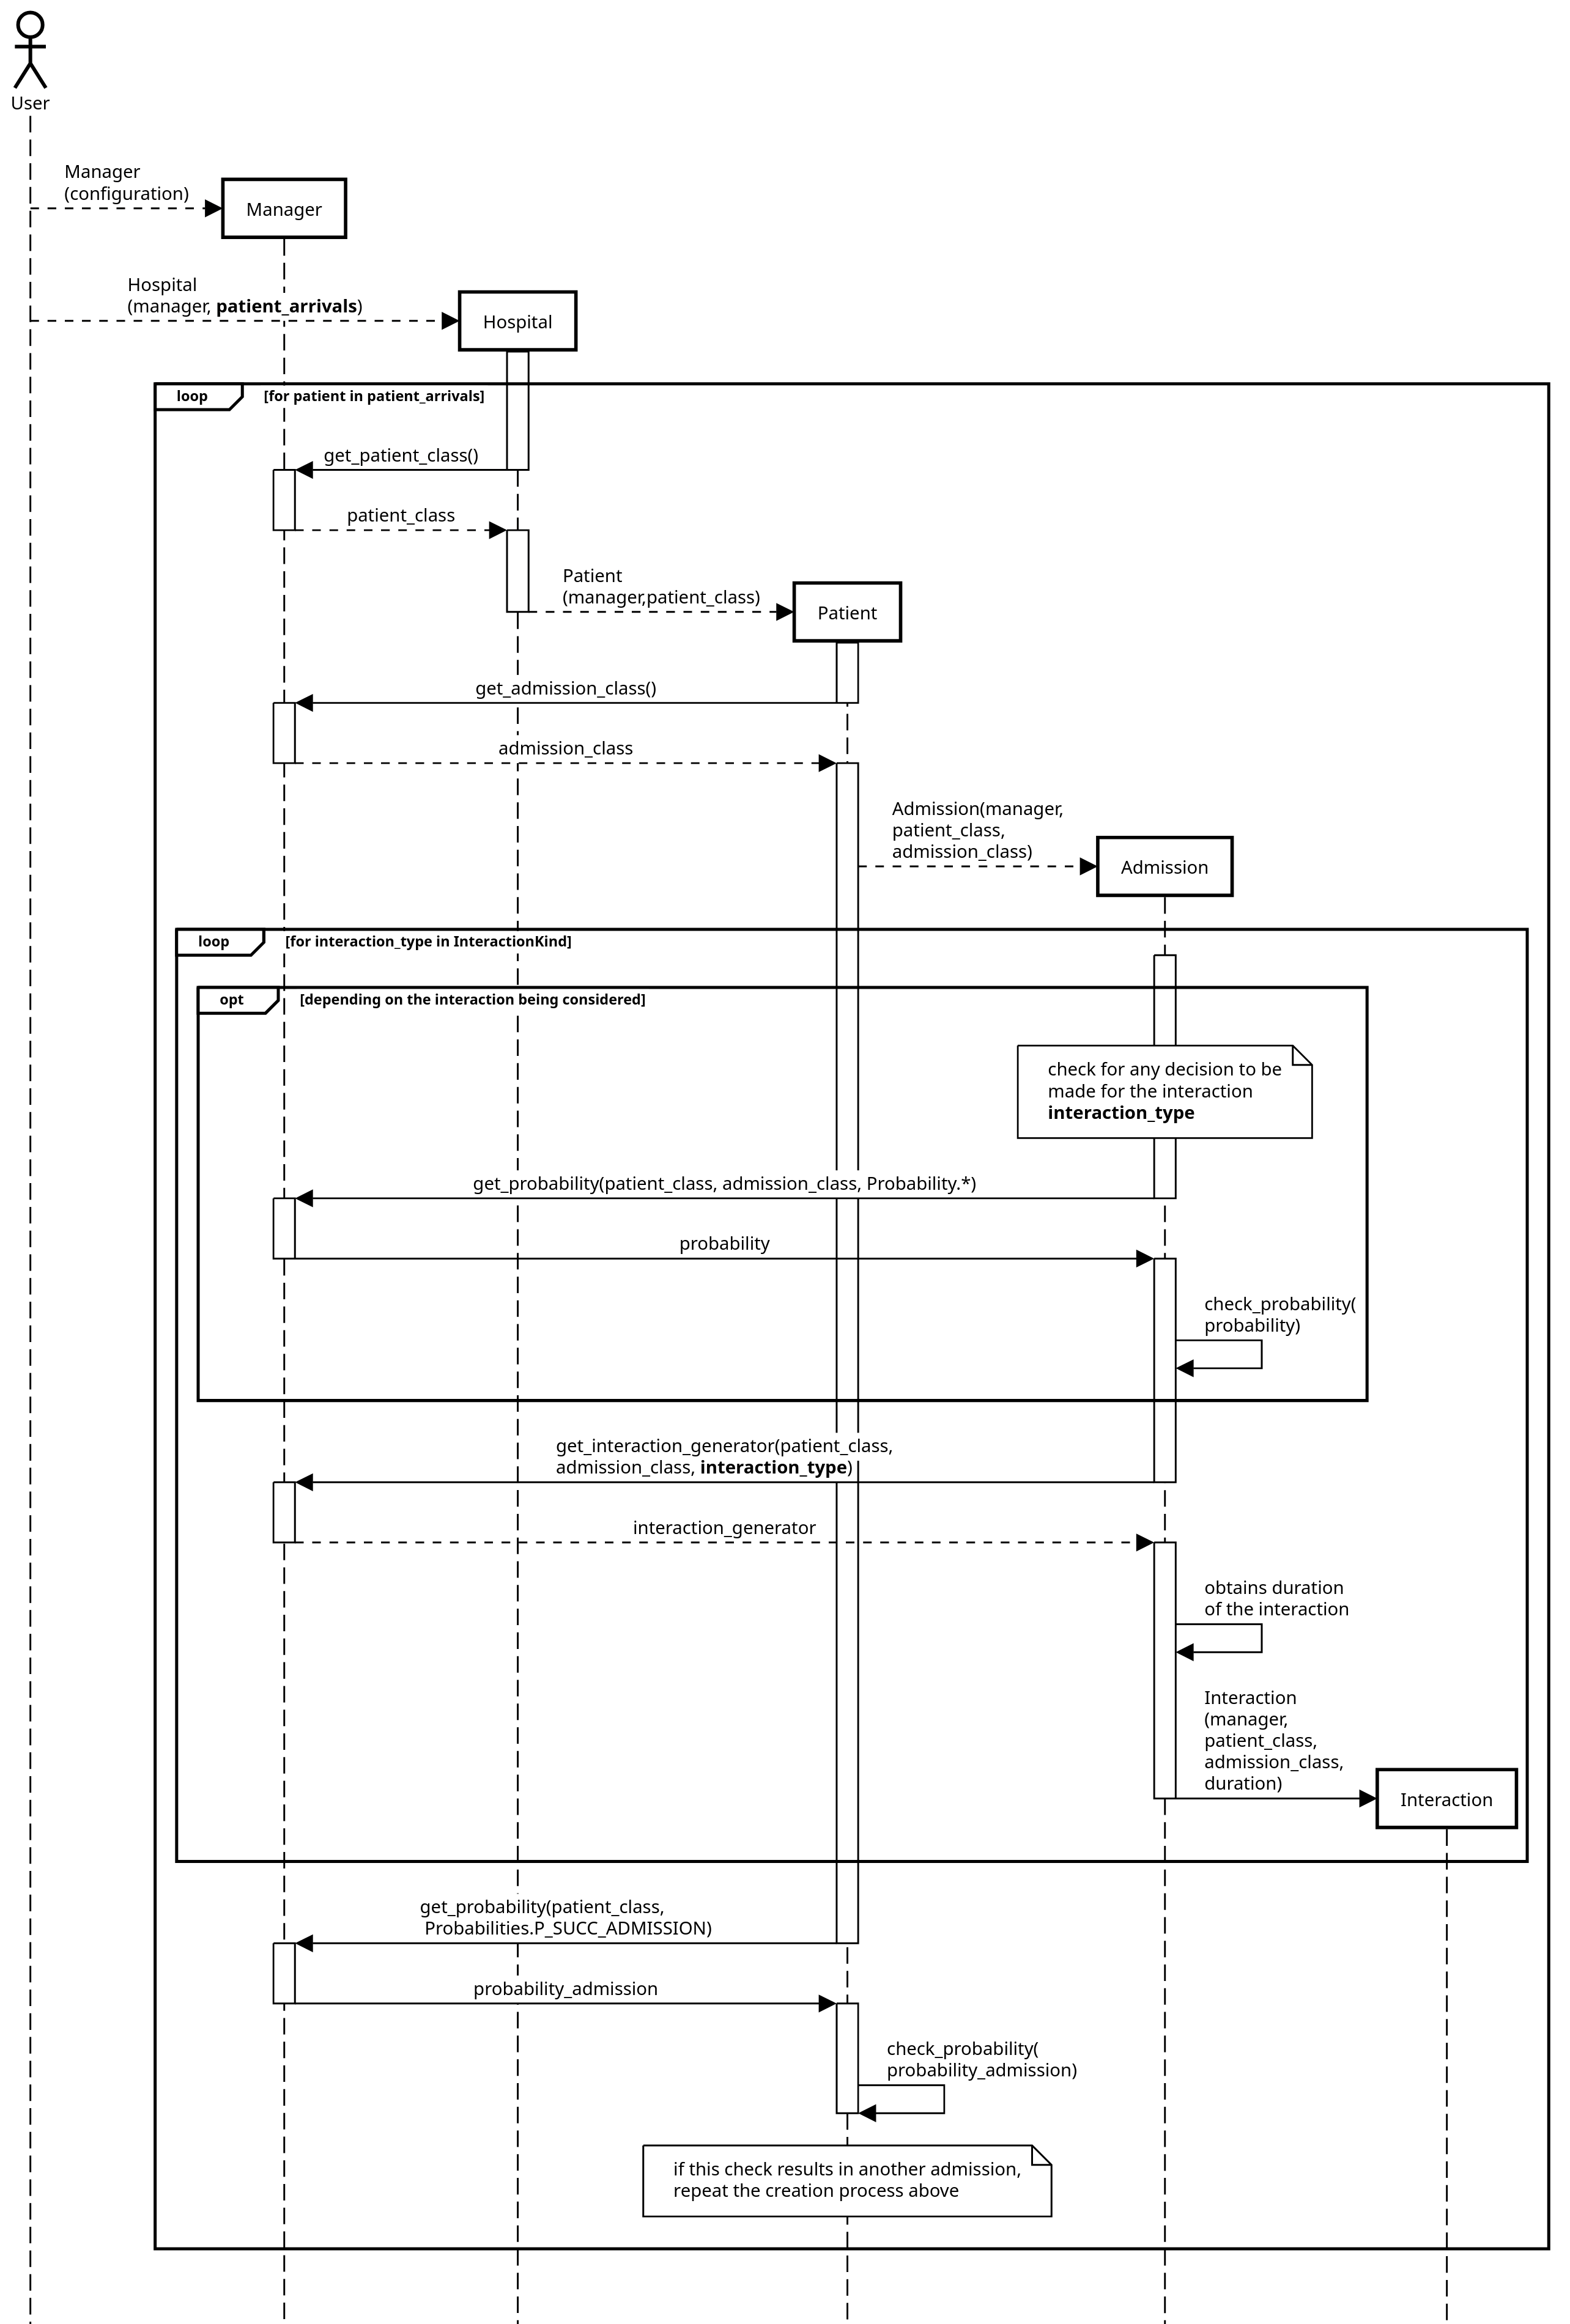 User
Manager
(configuration)
Manager
Hospital
(manager, patient_arrivals)
Hospital
loop [for patient in patient_arrivals]
get_patient_class()
patient_class
Patient
(manager,patient_class)
Patient
get_admission_class()
admission_class
Admission(manager,
patient_class,
admission_class)
Admission
loop [for interaction_type in InteractionKind]
opt [depending on the interaction being considered]
check for any decision to be
made for the interaction
interaction_type
get_probability(patient_class, admission_class, Probability.*)
probability
check_probability(
probability)
get_interaction_generator(patient_class,
admission_class, interaction_type)
interaction_generator
obtains duration
of the interaction
Interaction
(manager,
patient_class,
admission_class,
duration)
Interaction
get_probability(patient_class,
Probabilities.P_SUCC_ADMISSION)
probability_admission
check_probability(
probability_admission)
if this check results in another admission,
repeat the creation process above